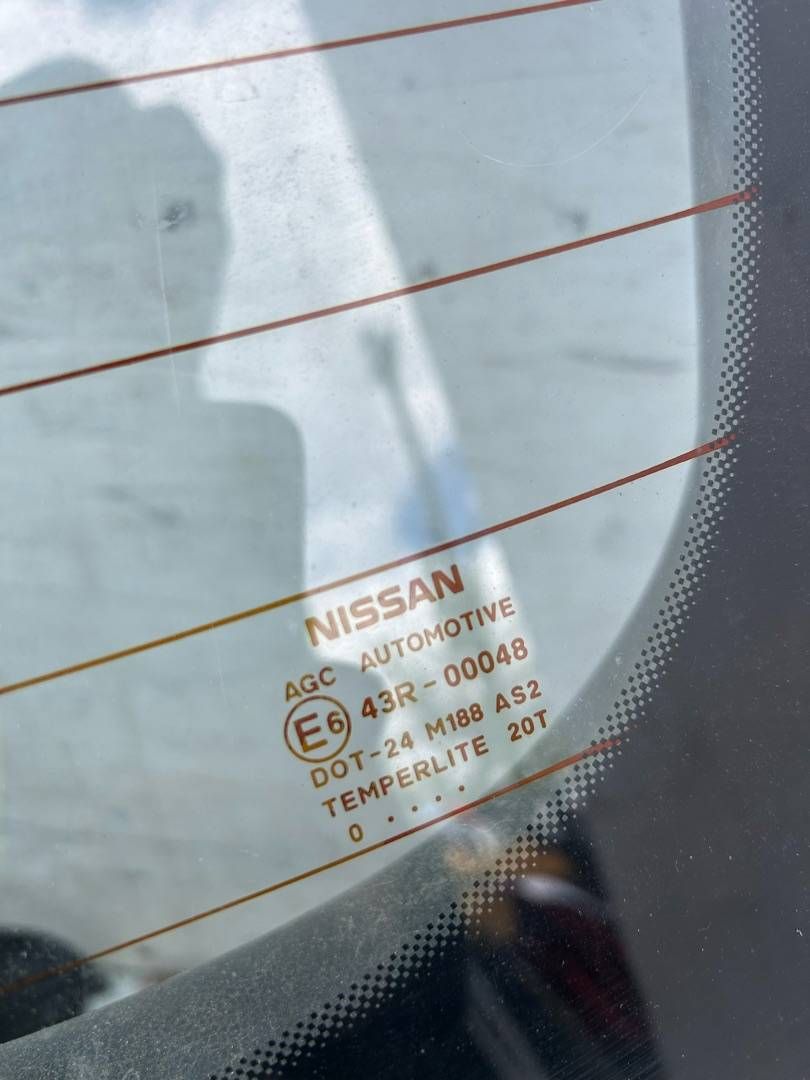 NISSAN
AGC AUTOMOTIVE
E6 43R-00048
DOT-24 M188 AS2
TEMPERLITE 20T
0 . . . .